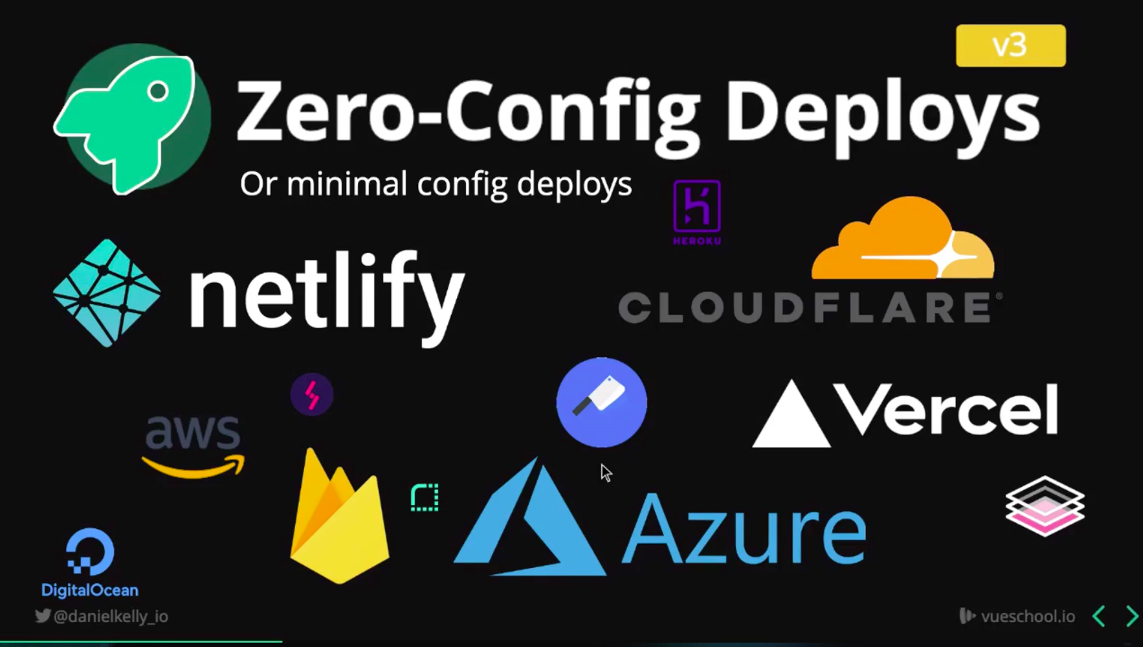 v3
Zero-Config Deploys
Or minimal config deploys
HEROKU
netlify
CLOUDFLARE
aws
Vercel
Azure
DigitalOcean
@danielkelly_io
vueschool.io